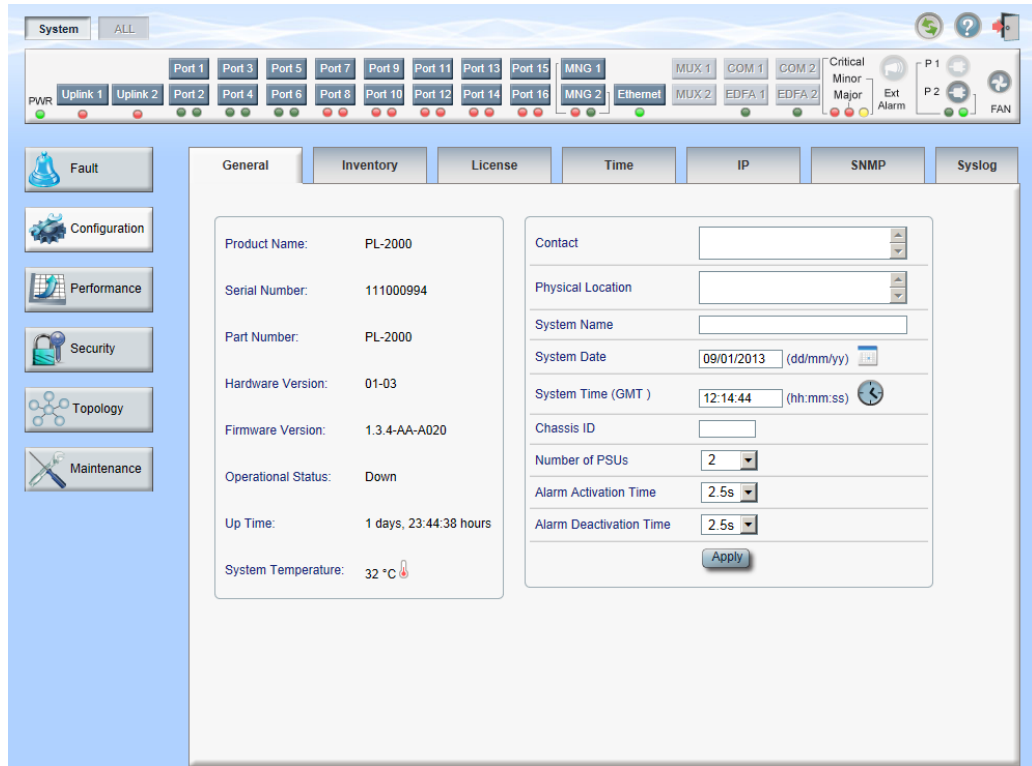 System ALL
Critical
Port 1 Port 3 Port 5 Port 7 Port 9 Port 11 Port 13 Port 15 MNG 1 MUX 1 COM 1 COM 2 Minor P 1
PWR Uplink 1 Uplink 2 Port 2 Port 4 Port 6 Port 8 Port 10 Port 12 Port 14 Port 16 MNG 2 Ethernet MUX 2 EDFA 1 EDFA 2 Major Ext Alarm P 2 FAN
General Inventory License Time IP SNMP Syslog
Fault
Configuration
Performance
Security
Topology
Maintenance
Product Name: PL-2000
Serial Number: 111000994
Part Number: PL-2000
Hardware Version: 01-03
Firmware Version: 1.3.4-AA-A020
Operational Status: Down
Up Time: 1 days, 23:44:38 hours
System Temperature: 32 °C
Contact
Physical Location
System Name
System Date 09/01/2013 (dd/mm/yy)
System Time (GMT ) 12:14:44 (hh:mm:ss)
Chassis ID
Number of PSUs 2
Alarm Activation Time 2.5s
Alarm Deactivation Time 2.5s
Apply